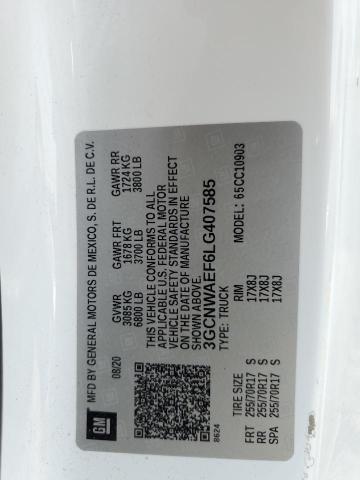 GM
MFD BY GENERAL MOTORS DE MEXICO, S. DE R.L. DE C.V.
08/20 GVWR GAWR FRT GAWR RR
3085 KG 1678 KG 1724 KG
6800 LB 3700 LB 3800 LB
THIS VEHICLE CONFORMS TO ALL
APPLICABLE U.S. FEDERAL MOTOR
VEHICLE SAFETY STANDARDS IN EFFECT
ON THE DATE OF MANUFACTURE
SHOWN ABOVE.
3GCNWAEF6LG407585
TYPE: TRUCK MODEL: 65CC10903
8624
TIRE SIZE RIM
FRT 255/70R17 S 17X8J
RR 255/70R17 S 17X8J
SPA 255/70R17 S 17X8J